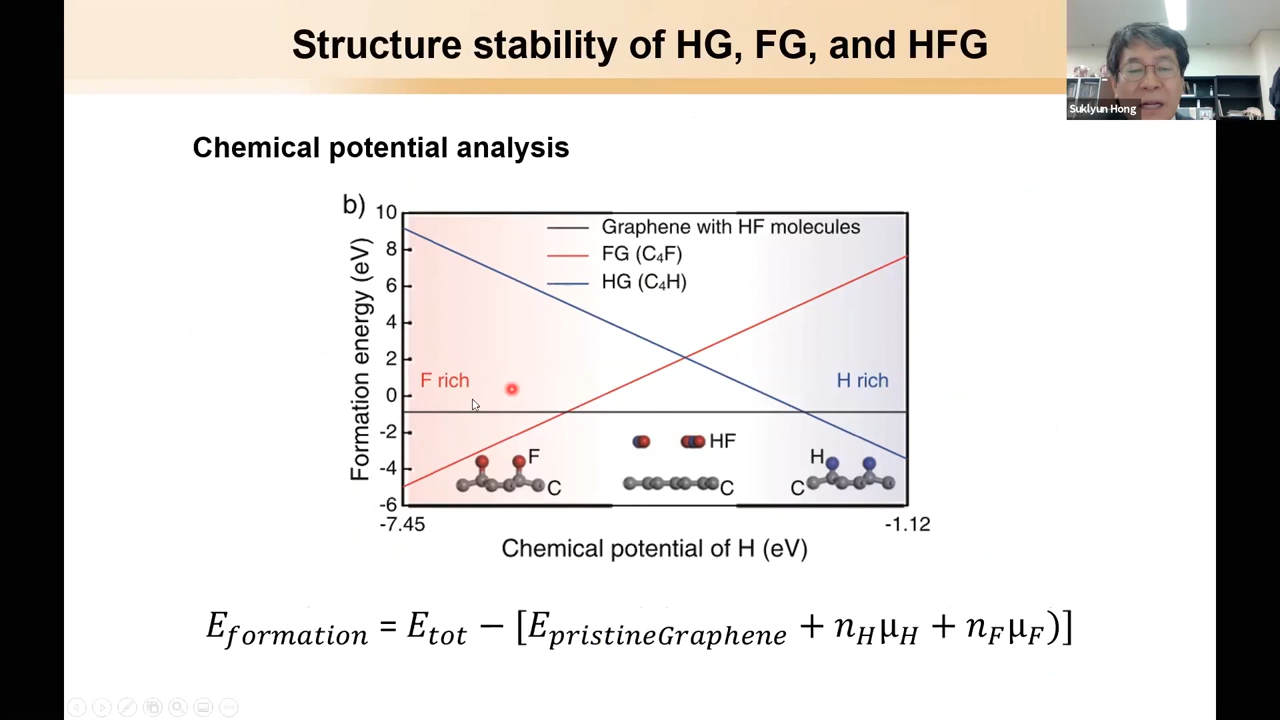 Structure stability of HG, FG, and HFG
Suklyun Hong
Chemical potential analysis
b)
10
8
6
4
2
0
-2
-4
-6
Formation energy (eV)
Graphene with HF molecules
FG (C₄F)
HG (C₄H)
F rich
H rich
F
C
HF
C
H
C
-7.45
-1.12
Chemical potential of H (eV)
E_formation = E_tot − [E_pristineGraphene + n_Hμ_H + n_Fμ_F)]